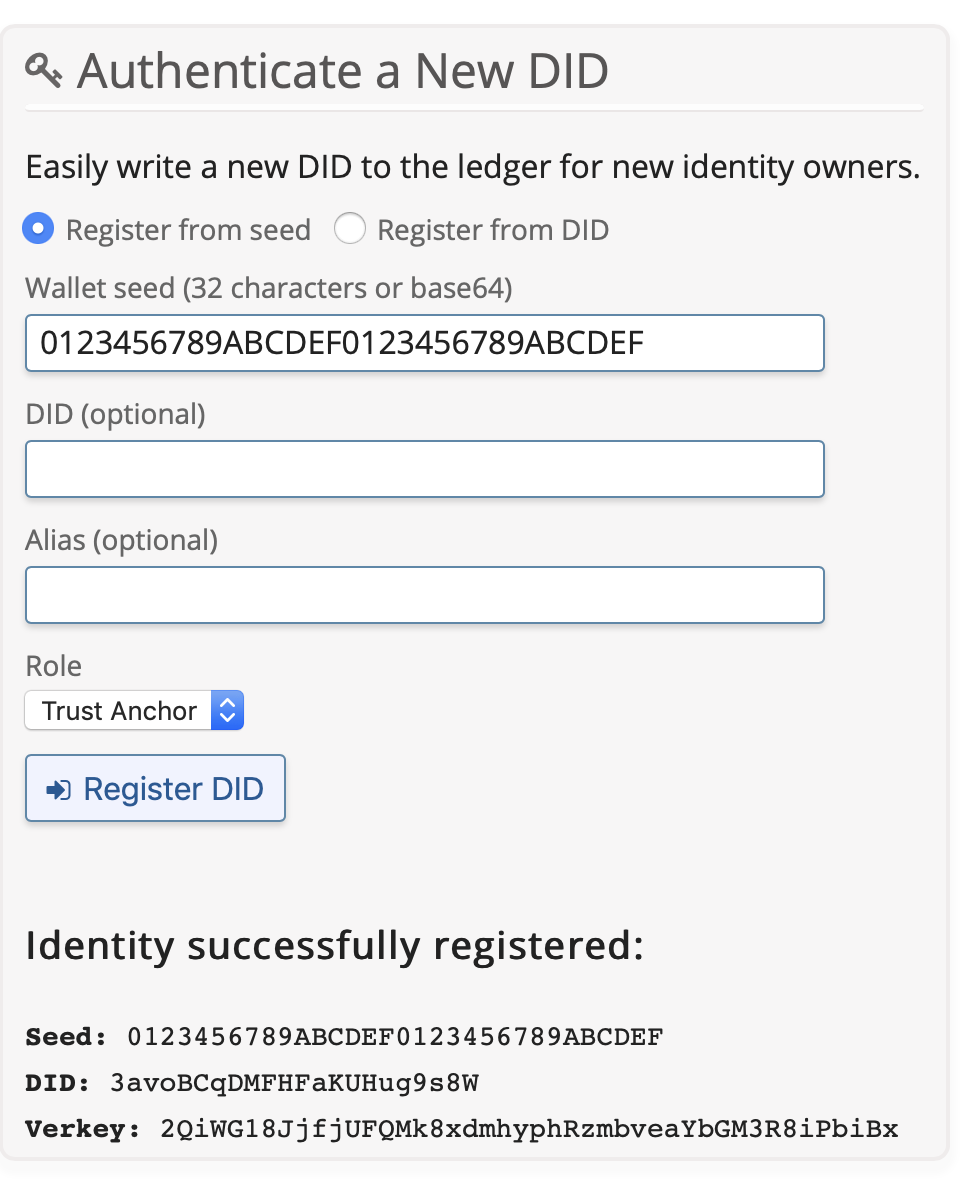 Authenticate a New DID
Easily write a new DID to the ledger for new identity owners.
Register from seed Register from DID
Wallet seed (32 characters or base64)
0123456789ABCDEF0123456789ABCDEF
DID (optional)
Alias (optional)
Role
Trust Anchor
Register DID
Identity successfully registered:
Seed: 0123456789ABCDEF0123456789ABCDEF
DID: 3avoBCqDMFHFaKUHug9s8W
Verkey: 2QiWG18JjfjUFQMk8xdmhyphRzmbveaYbGM3R8iPbiBx